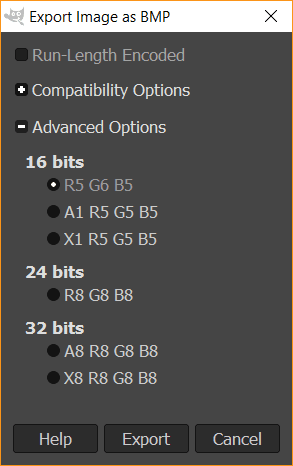 Export Image as BMP
Run-Length Encoded
Compatibility Options
Advanced Options
16 bits
R5 G6 B5
A1 R5 G5 B5
X1 R5 G5 B5
24 bits
R8 G8 B8
32 bits
A8 R8 G8 B8
X8 R8 G8 B8
Help Export Cancel